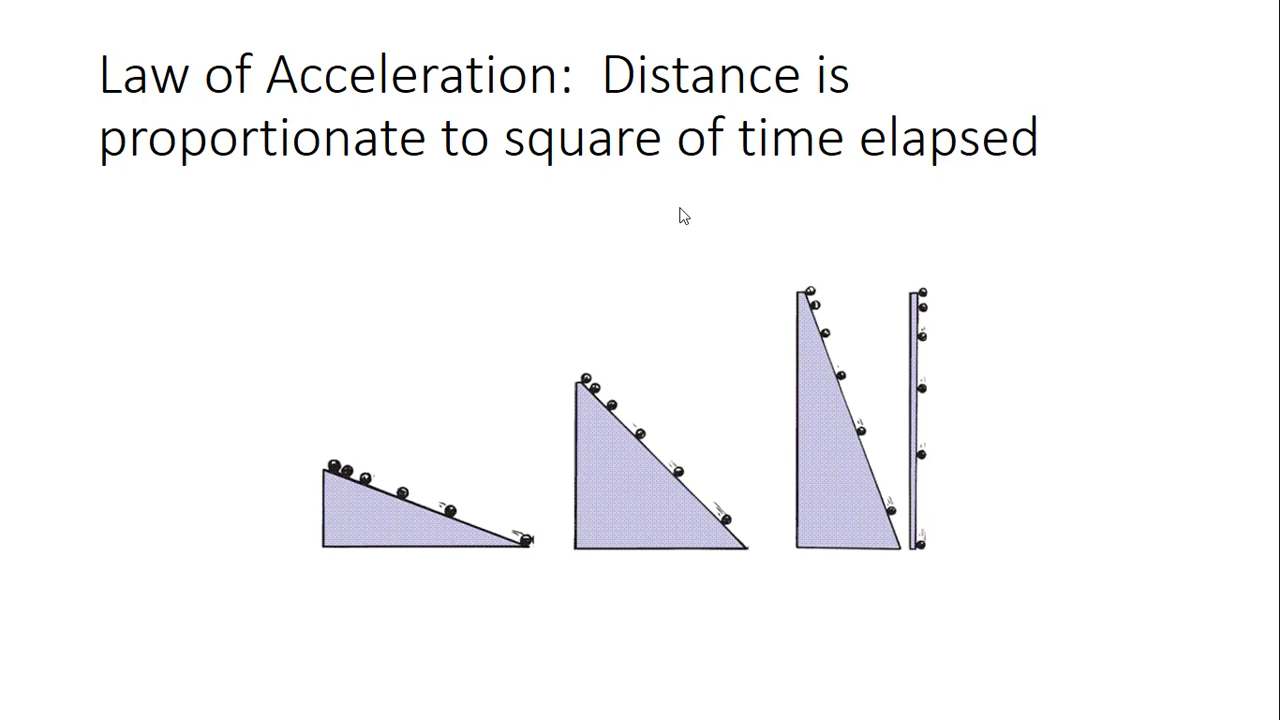 Law of Acceleration:  Distance is
proportionate to square of time elapsed